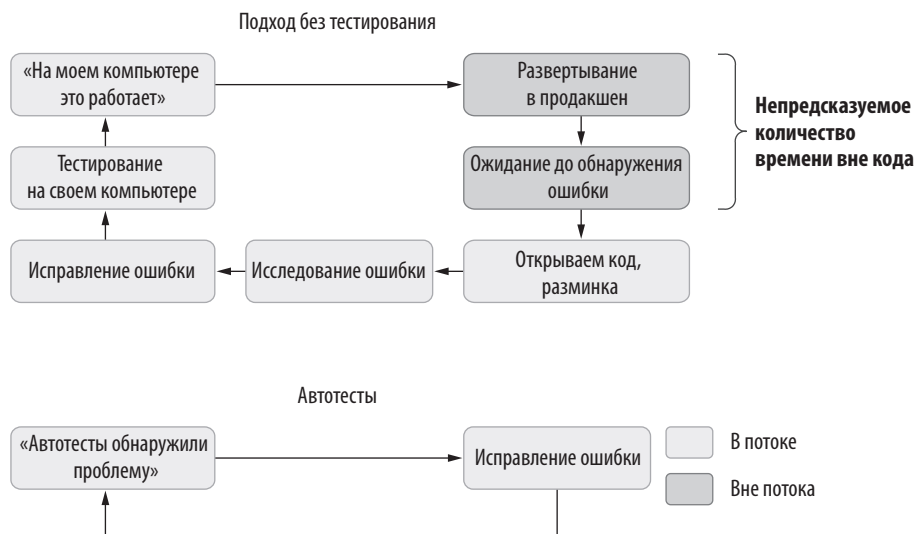 Подход без тестирования
«На моем компьютере
это работает»
Развертывание
в продакшен
Непредсказуемое
количество
времени вне кода
Тестирование
на своем компьютере
Ожидание до обнаружения
ошибки
Исправление ошибки
Исследование ошибки
Открываем код,
разминка
Автотесты
«Автотесты обнаружили
проблему»
Исправление ошибки
В потоке
Вне потока